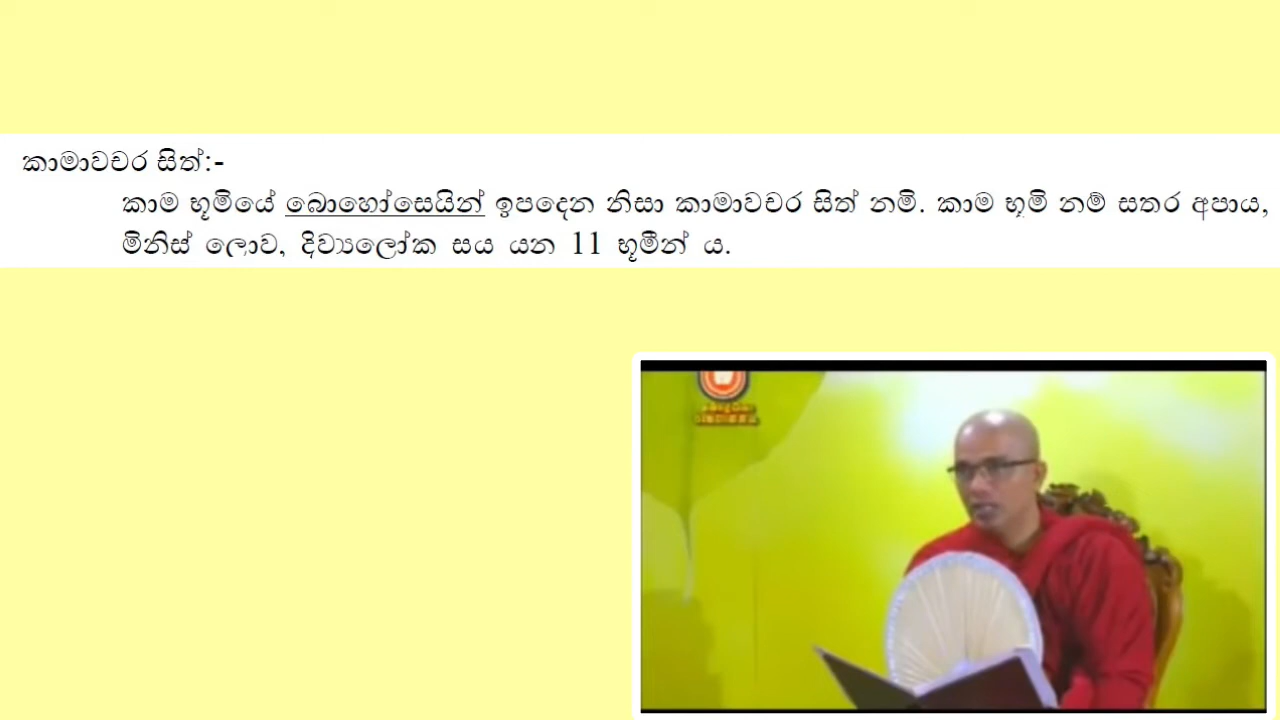 කාමාවචර සිත්:-
කාම භූමියේ බොහෝසෙයින් ඉපදෙන නිසා කාමාවචර සිත් නමි. කාම භූමි නම් සතර අපාය,
මිනිස් ලොව, දිව්‍යලෝක සය යන 11 භූමීන් ය.